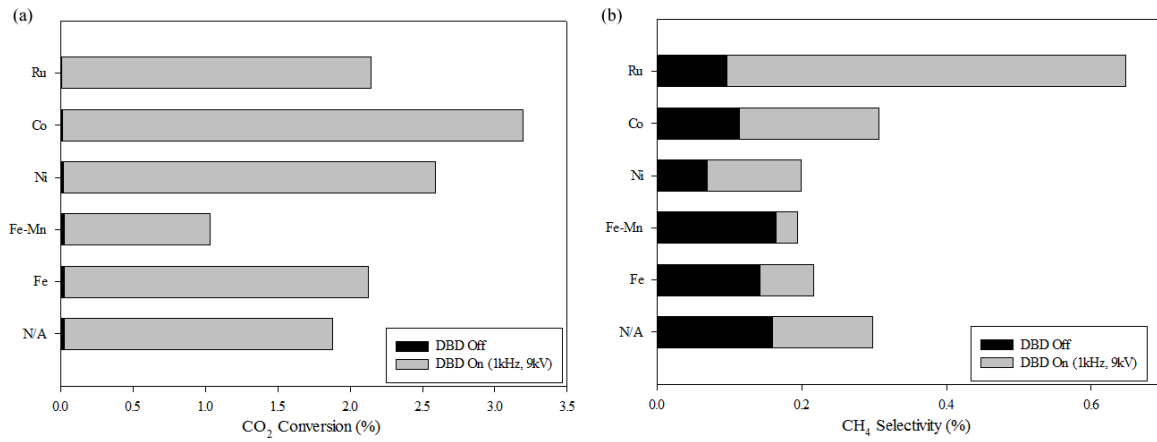 (a)
Ru
Co
Ni
Fe-Mn
Fe
N/A
DBD Off
DBD On (1kHz, 9kV)
0.0 0.5 1.0 1.5 2.0 2.5 3.0 3.5
CO2 Conversion (%)
(b)
Ru
Co
Ni
Fe-Mn
Fe
N/A
DBD Off
DBD On (1kHz, 9kV)
0.0 0.2 0.4 0.6
CH4 Selectivity (%)